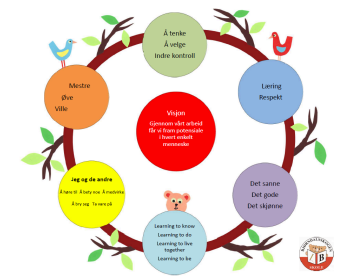 Å tenke
Å velge
Indre kontroll
Mestre
Øve
Ville
Læring
Respekt
Visjon
Gjennom vårt arbeid
får vi fram potensiale
i hvert enkelt
menneske
Jeg og de andre
Å høre til Å bety noe Å medvirke
Å bry seg Ta vare på
Det sanne
Det gode
Det skjønne
Learning to know
Learning to do
Learning to live
together
Learning to be
SKOLE